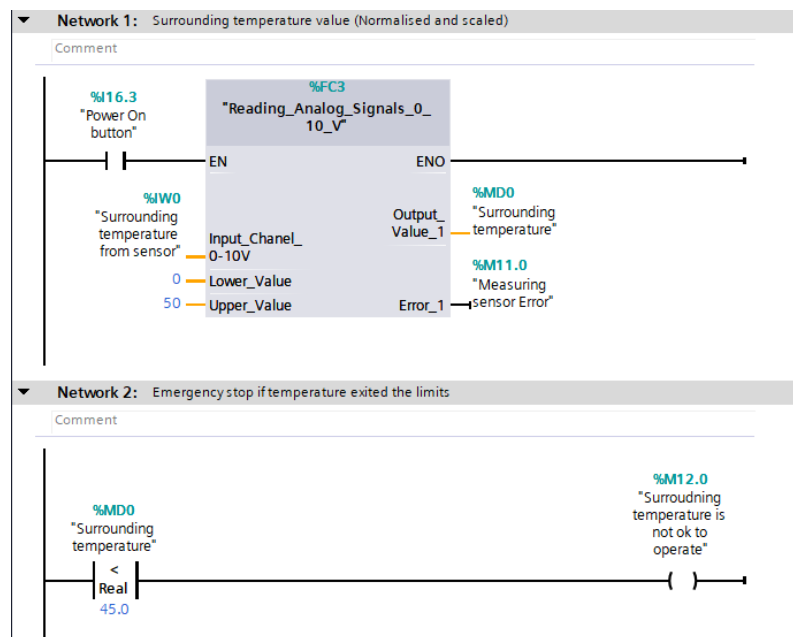 Network 1: Surrounding temperature value (Normalised and scaled)
Comment
%I16.3
"Power On
button"
%FC3
"Reading_Analog_Signals_0_
10_V"
EN
ENO
%IW0
"Surrounding
temperature
from sensor"
Input_Chanel_
0-10V
0
Lower_Value
50
Upper_Value
Output_
Value_1
%MD0
"Surrounding
temperature"
Error_1
%M11.0
"Measuring
sensor Error"
Network 2: Emergency stop if temperature exited the limits
Comment
%MD0
"Surrounding
temperature"
<
Real
45.0
%M12.0
"Surroudning
temperature is
not ok to
operate"
( )